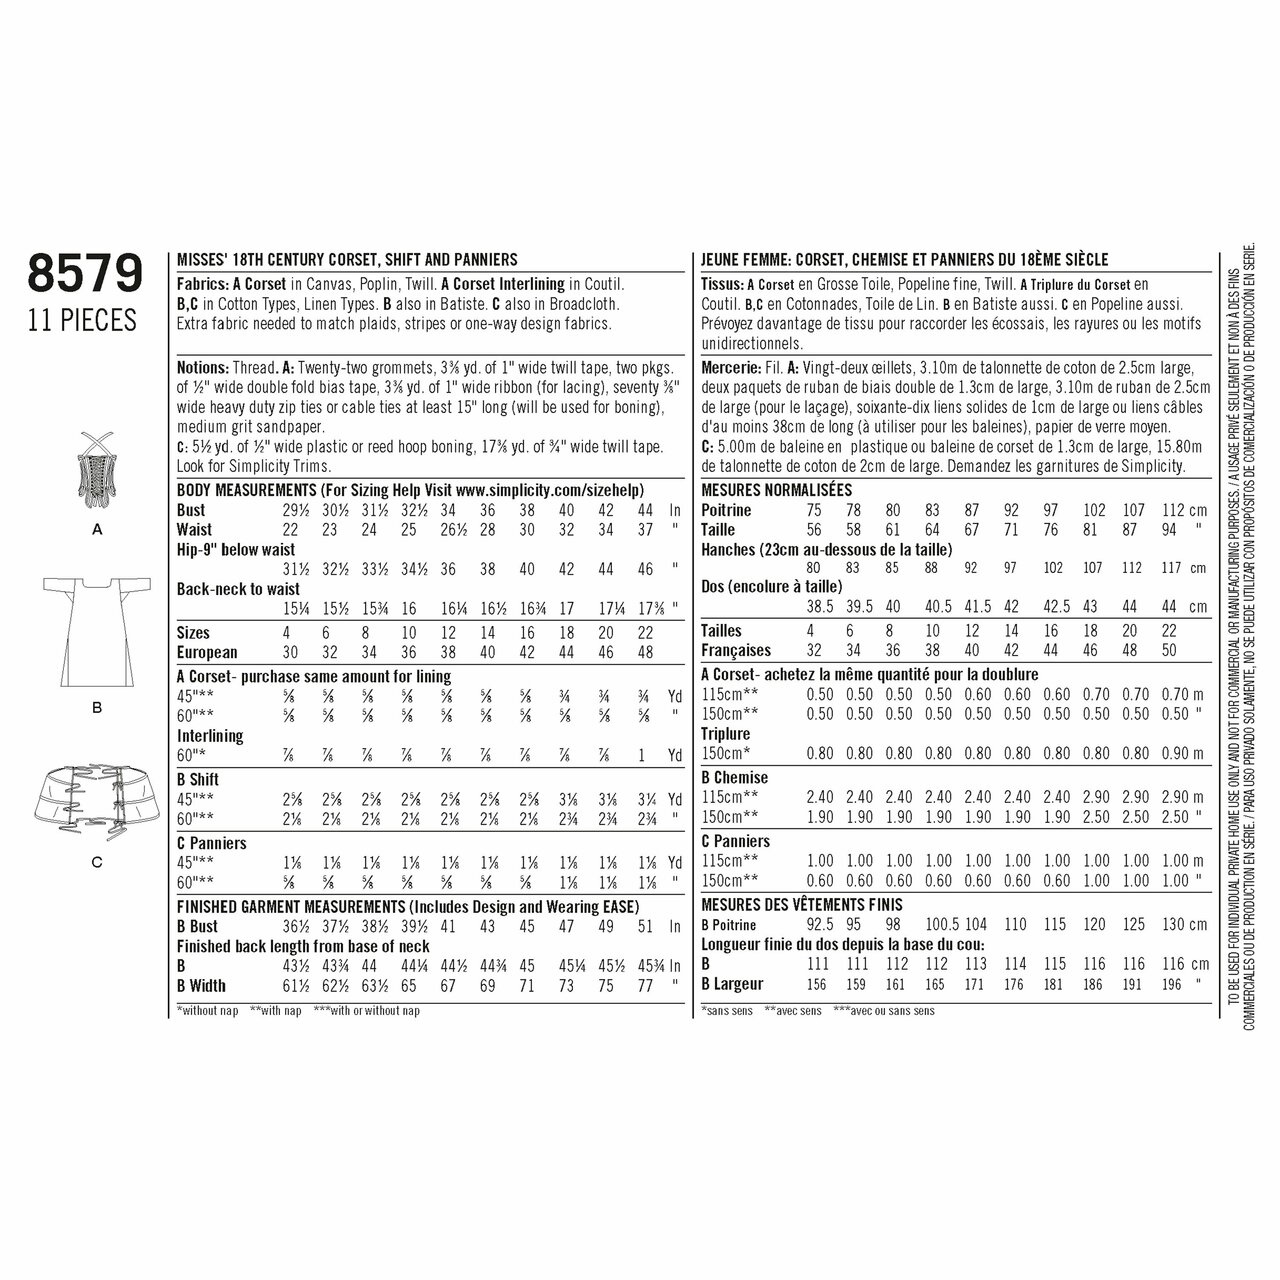 8579
11 PIECES
A
B
C
MISSES' 18TH CENTURY CORSET, SHIFT AND PANNIERS
Fabrics: A Corset in Canvas, Poplin, Twill. A Corset Interlining in Coutil.
B,C in Cotton Types, Linen Types. B also in Batiste. C also in Broadcloth.
Extra fabric needed to match plaids, stripes or one-way design fabrics.
Notions: Thread. A: Twenty-two grommets, 3⅜ yd. of 1" wide twill tape, two pkgs.
of ½" wide double fold bias tape, 3⅜ yd. of 1" wide ribbon (for lacing), seventy ⅜"
wide heavy duty zip ties or cable ties at least 15" long (will be used for boning),
medium grit sandpaper.
C: 5½ yd. of ½" wide plastic or reed hoop boning, 17⅜ yd. of ¾" wide twill tape.
Look for Simplicity Trims.
BODY MEASUREMENTS (For Sizing Help Visit www.simplicity.com/sizehelp)
Bust 29½ 30½ 31½ 32½ 34 36 38 40 42 44 In
Waist 22 23 24 25 26½ 28 30 32 34 37 "
Hip-9" below waist
31½ 32½ 33½ 34½ 36 38 40 42 44 46 "
Back-neck to waist
15¼ 15½ 15¾ 16 16¼ 16½ 16¾ 17 17¼ 17⅜ "
Sizes 4 6 8 10 12 14 16 18 20 22
European 30 32 34 36 38 40 42 44 46 48
A Corset- purchase same amount for lining
45"** ⅝ ⅝ ⅝ ⅝ ⅝ ⅝ ⅝ ¾ ¾ ¾ Yd
60"** ⅝ ⅝ ⅝ ⅝ ⅝ ⅝ ⅝ ⅝ ⅝ ⅝ "
Interlining
60"* ⅞ ⅞ ⅞ ⅞ ⅞ ⅞ ⅞ ⅞ ⅞ 1 Yd
B Shift
45"** 2⅝ 2⅝ 2⅝ 2⅝ 2⅝ 2⅝ 2⅝ 3⅛ 3⅛ 3¼ Yd
60"** 2⅛ 2⅛ 2⅛ 2⅛ 2⅛ 2⅛ 2⅛ 2¾ 2¾ 2¾ "
C Panniers
45"** 1⅛ 1⅛ 1⅛ 1⅛ 1⅛ 1⅛ 1⅛ 1⅛ 1⅛ 1⅛ Yd
60"** ⅝ ⅝ ⅝ ⅝ ⅝ ⅝ ⅝ 1⅛ 1⅛ 1⅛ "
FINISHED GARMENT MEASUREMENTS (Includes Design and Wearing EASE)
B Bust 36½ 37½ 38½ 39½ 41 43 45 47 49 51 In
Finished back length from base of neck
B 43½ 43¾ 44 44¼ 44½ 44¾ 45 45¼ 45½ 45¾ In
B Width 61½ 62½ 63½ 65 67 69 71 73 75 77 "
*without nap **with nap ***with or without nap
JEUNE FEMME: CORSET, CHEMISE ET PANNIERS DU 18ÈME SIÈCLE
Tissus: A Corset en Grosse Toile, Popeline fine, Twill. A Triplure du Corset en
Coutil. B,C en Cotonnades, Toile de Lin. B en Batiste aussi. C en Popeline aussi.
Prévoyez davantage de tissu pour raccorder les écossais, les rayures ou les motifs
unidirectionnels.
Mercerie: Fil. A: Vingt-deux œillets, 3.10m de talonnette de coton de 2.5cm large,
deux paquets de ruban de biais double de 1.3cm de large, 3.10m de ruban de 2.5cm
de large (pour le laçage), soixante-dix liens solides de 1cm de large ou liens câbles
d'au moins 38cm de long (à utiliser pour les baleines), papier de verre moyen.
C: 5.00m de baleine en plastique ou baleine de corset de 1.3cm de large, 15.80m
de talonnette de coton de 2cm de large. Demandez les garnitures de Simplicity.
MESURES NORMALISÉES
Poitrine 75 78 80 83 87 92 97 102 107 112 cm
Taille 56 58 61 64 67 71 76 81 87 94 "
Hanches (23cm au-dessous de la taille)
80 83 85 88 92 97 102 107 112 117 cm
Dos (encolure à taille)
38.5 39.5 40 40.5 41.5 42 42.5 43 44 44 cm
Tailles 4 6 8 10 12 14 16 18 20 22
Françaises 32 34 36 38 40 42 44 46 48 50
A Corset- achetez la même quantité pour la doublure
115cm** 0.50 0.50 0.50 0.50 0.60 0.60 0.60 0.70 0.70 0.70 m
150cm** 0.50 0.50 0.50 0.50 0.50 0.50 0.50 0.50 0.50 0.50 "
Triplure
150cm* 0.80 0.80 0.80 0.80 0.80 0.80 0.80 0.80 0.80 0.90 m
B Chemise
115cm** 2.40 2.40 2.40 2.40 2.40 2.40 2.40 2.90 2.90 2.90 m
150cm** 1.90 1.90 1.90 1.90 1.90 1.90 1.90 2.50 2.50 2.50 "
C Panniers
115cm** 1.00 1.00 1.00 1.00 1.00 1.00 1.00 1.00 1.00 1.00 m
150cm** 0.60 0.60 0.60 0.60 0.60 0.60 0.60 1.00 1.00 1.00 "
MESURES DES VÊTEMENTS FINIS
B Poitrine 92.5 95 98 100.5 104 110 115 120 125 130 cm
Longueur finie du dos depuis la base du cou:
B 111 111 112 112 113 114 115 116 116 116 cm
B Largeur 156 159 161 165 171 176 181 186 191 196 "
*sans sens **avec sens ***avec ou sans sens
TO BE USED FOR INDIVIDUAL PRIVATE HOME USE ONLY AND NOT FOR COMMERCIAL OR MANUFACTURING PURPOSES. / A USAGE PRIVÉ SEULEMENT ET NON À DES FINS
COMMERCIALES OU DE PRODUCTION EN SÉRIE. / PARA USO PRIVADO SOLAMENTE, NO SE PUEDE UTILIZAR CON PROPÓSITOS DE COMERCIALIZACIÓN O DE PRODUCCIÓN EN SERIE.